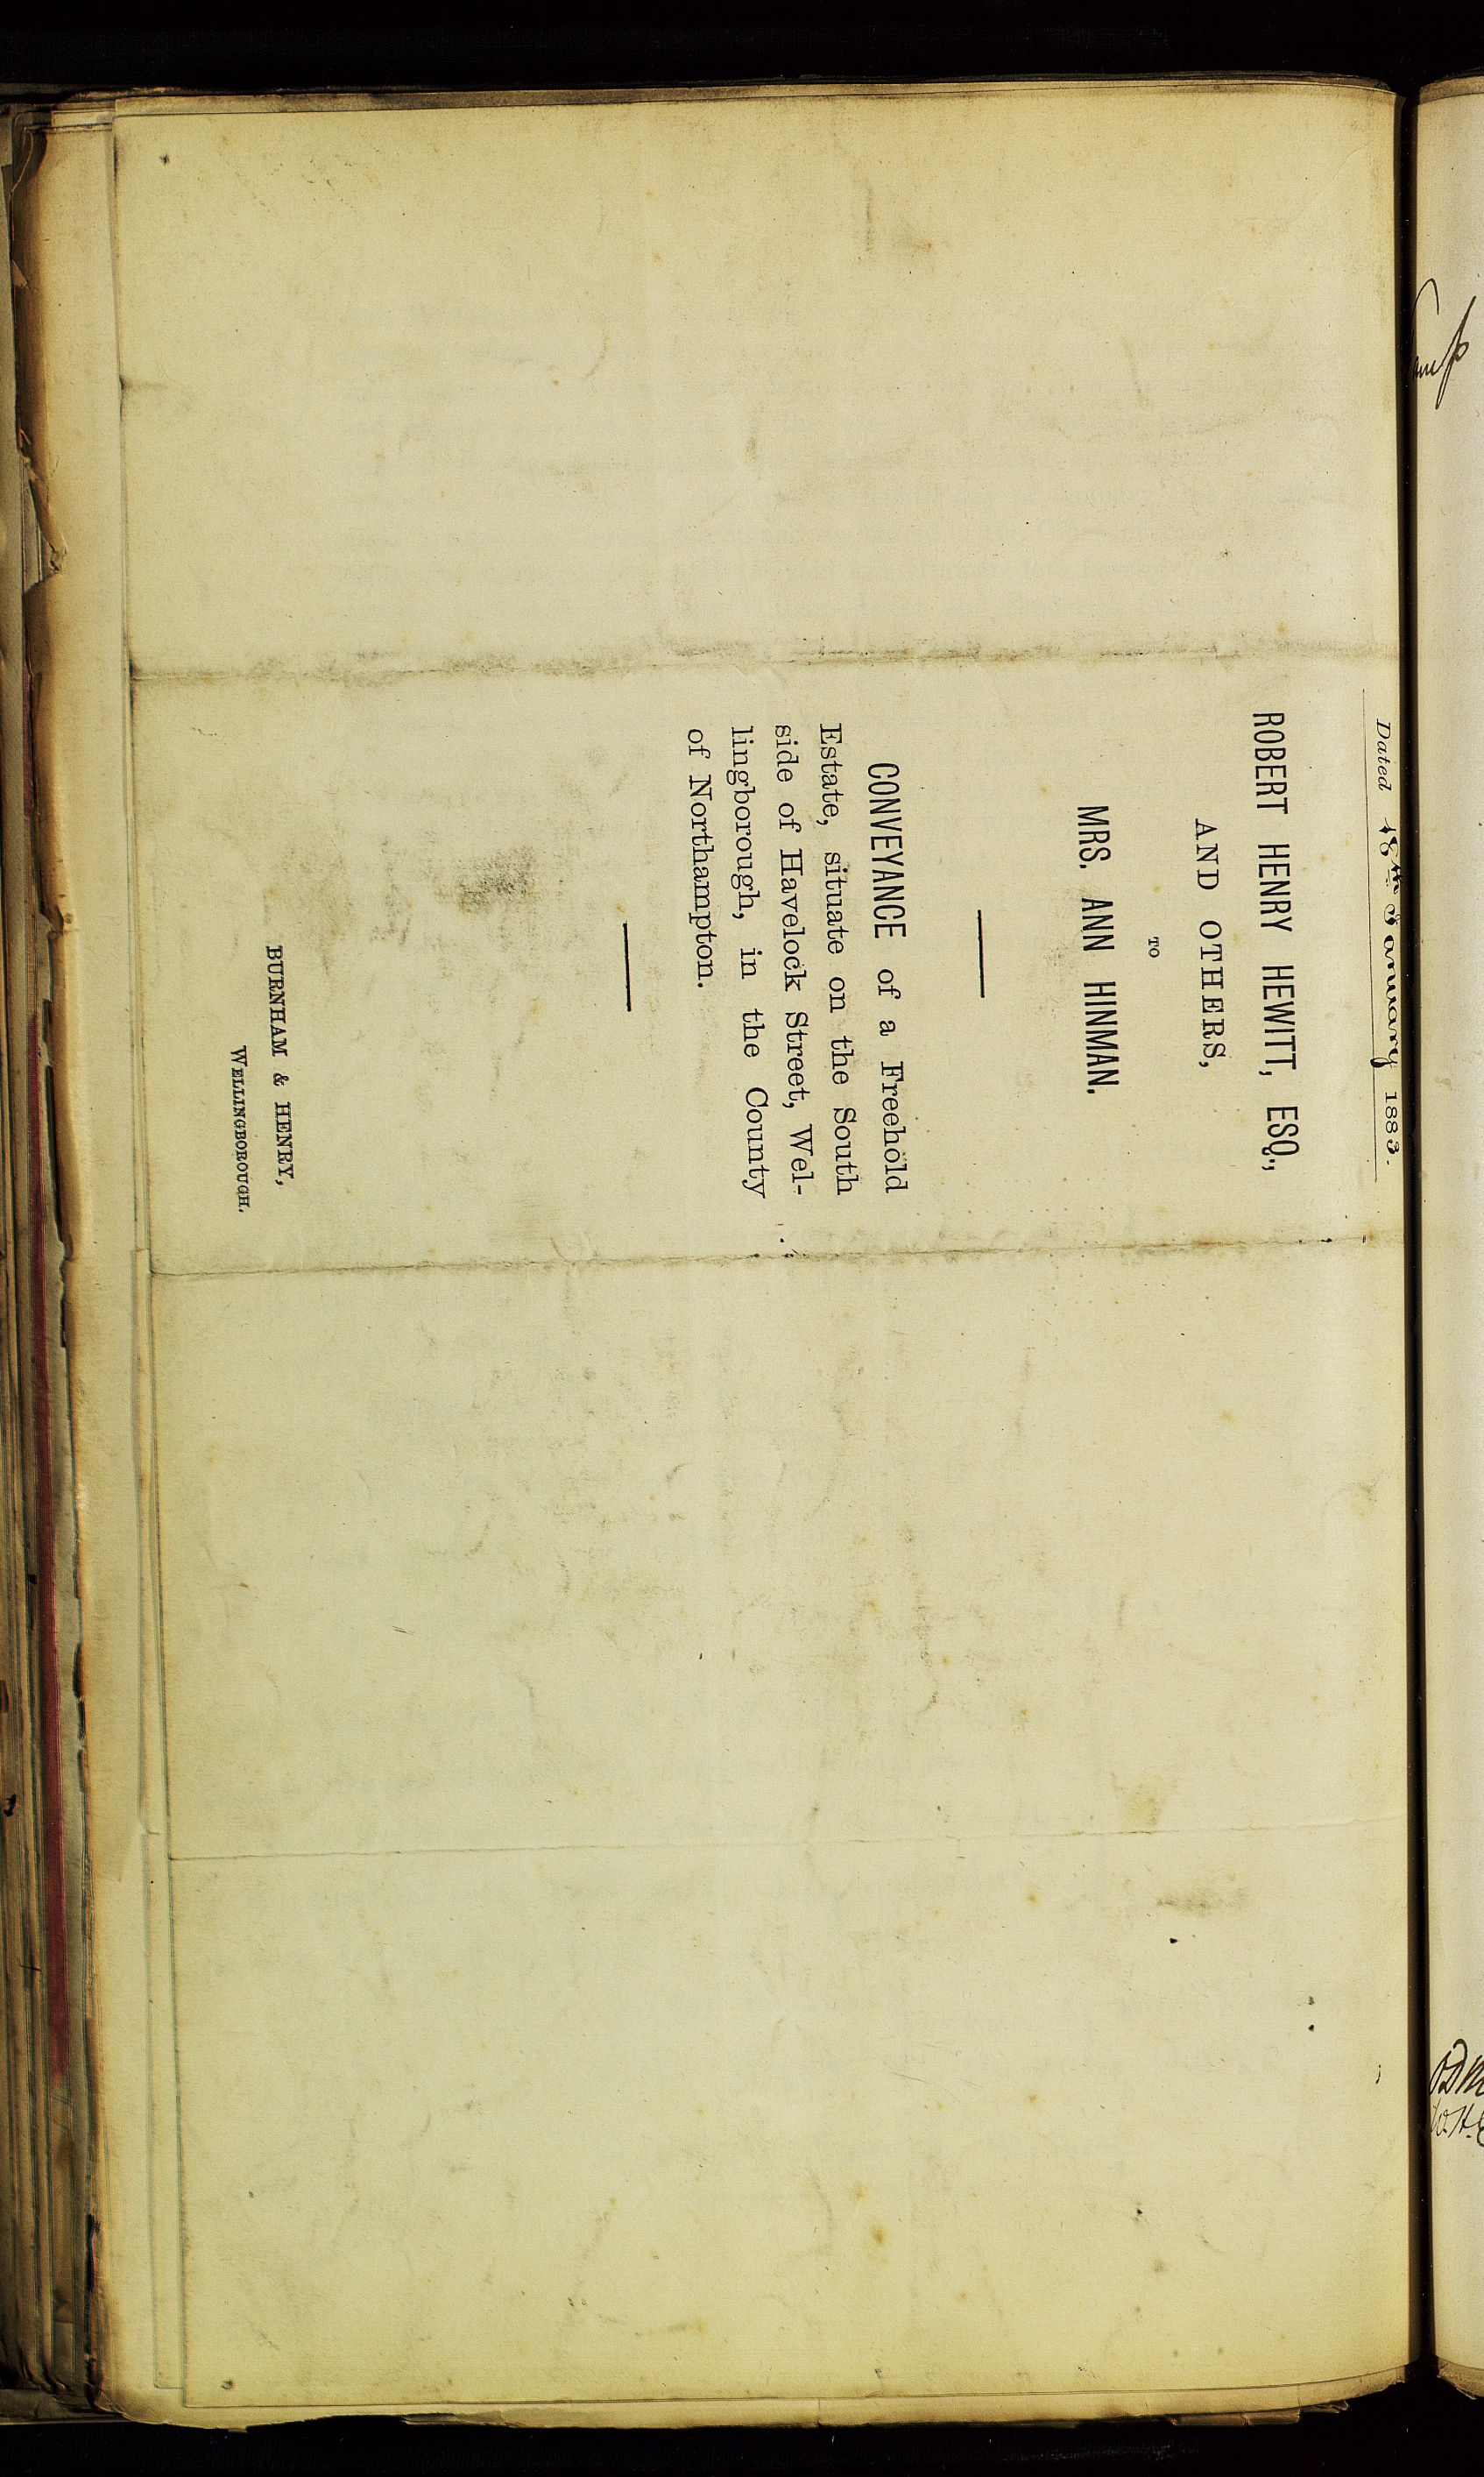 Dated 18th January 1883.
ROBERT HENRY HEWITT, ESQ.,
AND OTHERS,
TO
MRS. ANN HINMAN.
CONVEYANCE of a Freehold
Estate, situate on the South
side of Havelock Street, Wel-
lingborough, in the County
of Northampton.
BURNHAM & HENRY,
WELLINGBOROUGH.